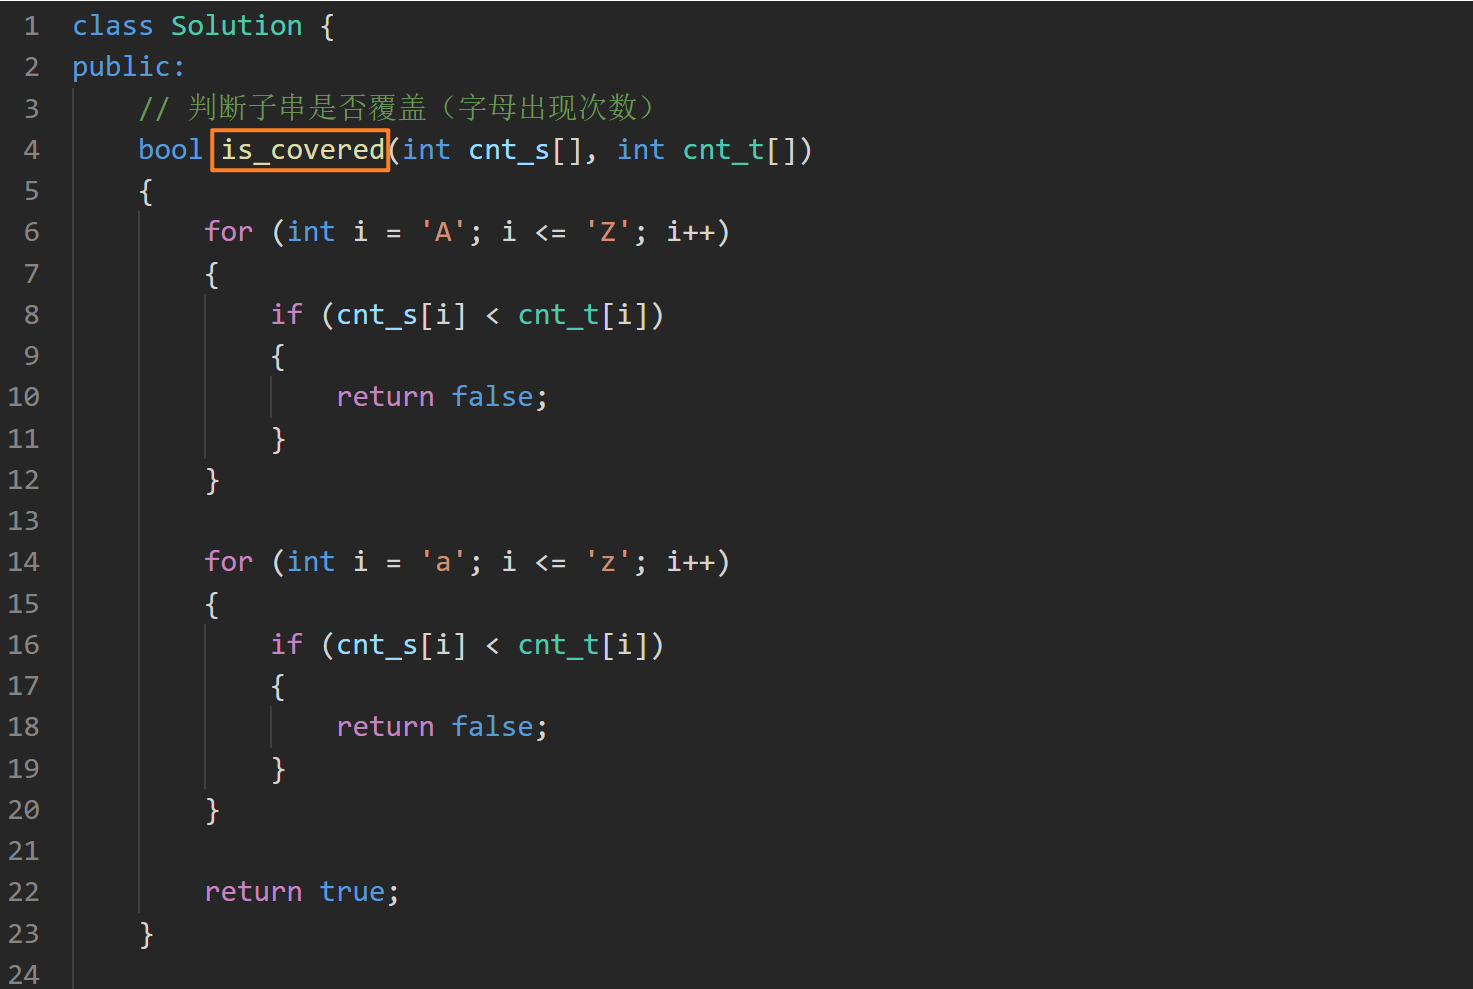 1 class Solution {
2 public:
3 // 判断子串是否覆盖（字母出现次数）
4 bool is_covered(int cnt_s[], int cnt_t[])
5 {
6 for (int i = 'A'; i <= 'Z'; i++)
7 {
8 if (cnt_s[i] < cnt_t[i])
9 {
10 return false;
11 }
12 }
13
14 for (int i = 'a'; i <= 'z'; i++)
15 {
16 if (cnt_s[i] < cnt_t[i])
17 {
18 return false;
19 }
20 }
21
22 return true;
23 }
24